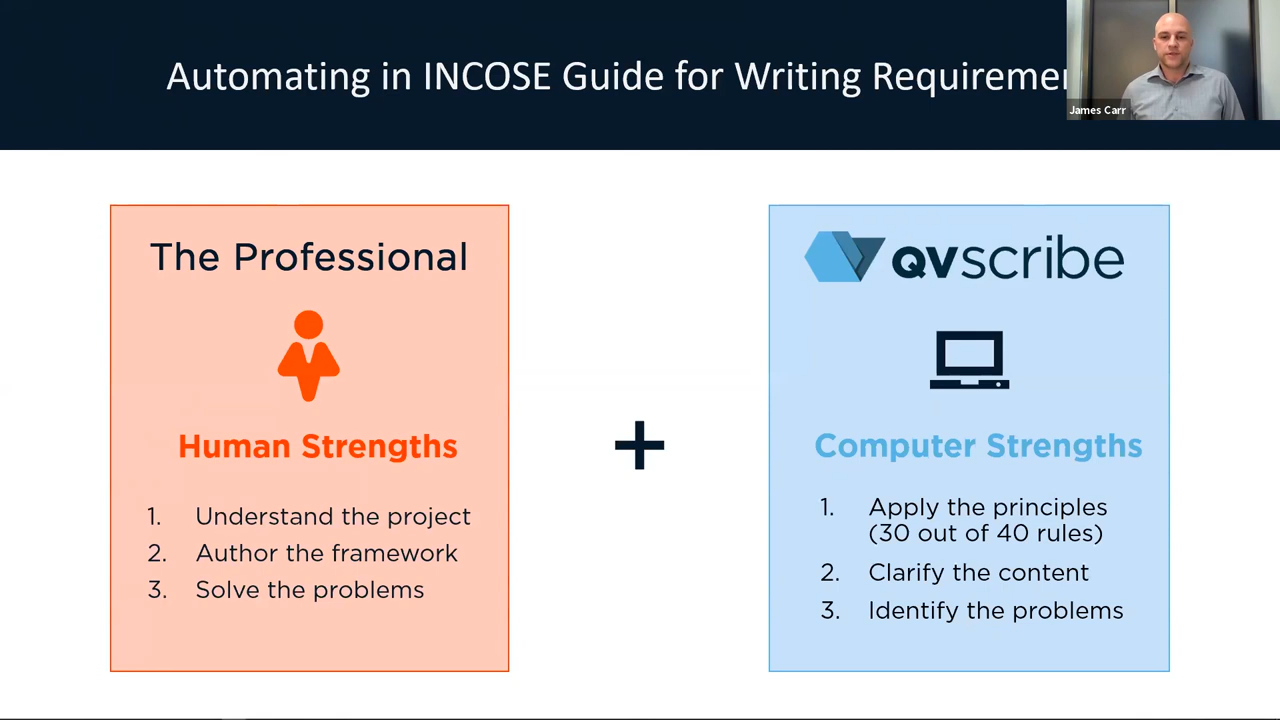 Automating in INCOSE Guide for Writing
James Carr
The Professional
Human Strengths
1. Understand the project
2. Author the framework
3. Solve the problems
+
QVscribe
Computer Strengths
1. Apply the principles
(30 out of 40 rules)
2. Clarify the content
3. Identify the problems